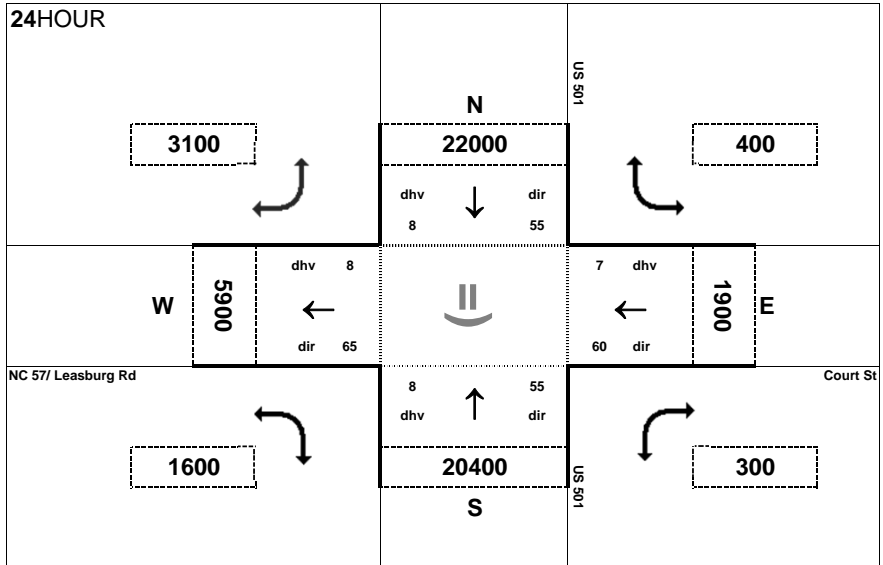 24HOUR
US 501
N
3100
22000
400
dhv
dir
8
55
dhv 8
7 dhv
W
5900
1900
E
dir 65
60 dir
NC 57/ Leasburg Rd
Court St
8
55
dhv
dir
1600
20400
300
US 501
S